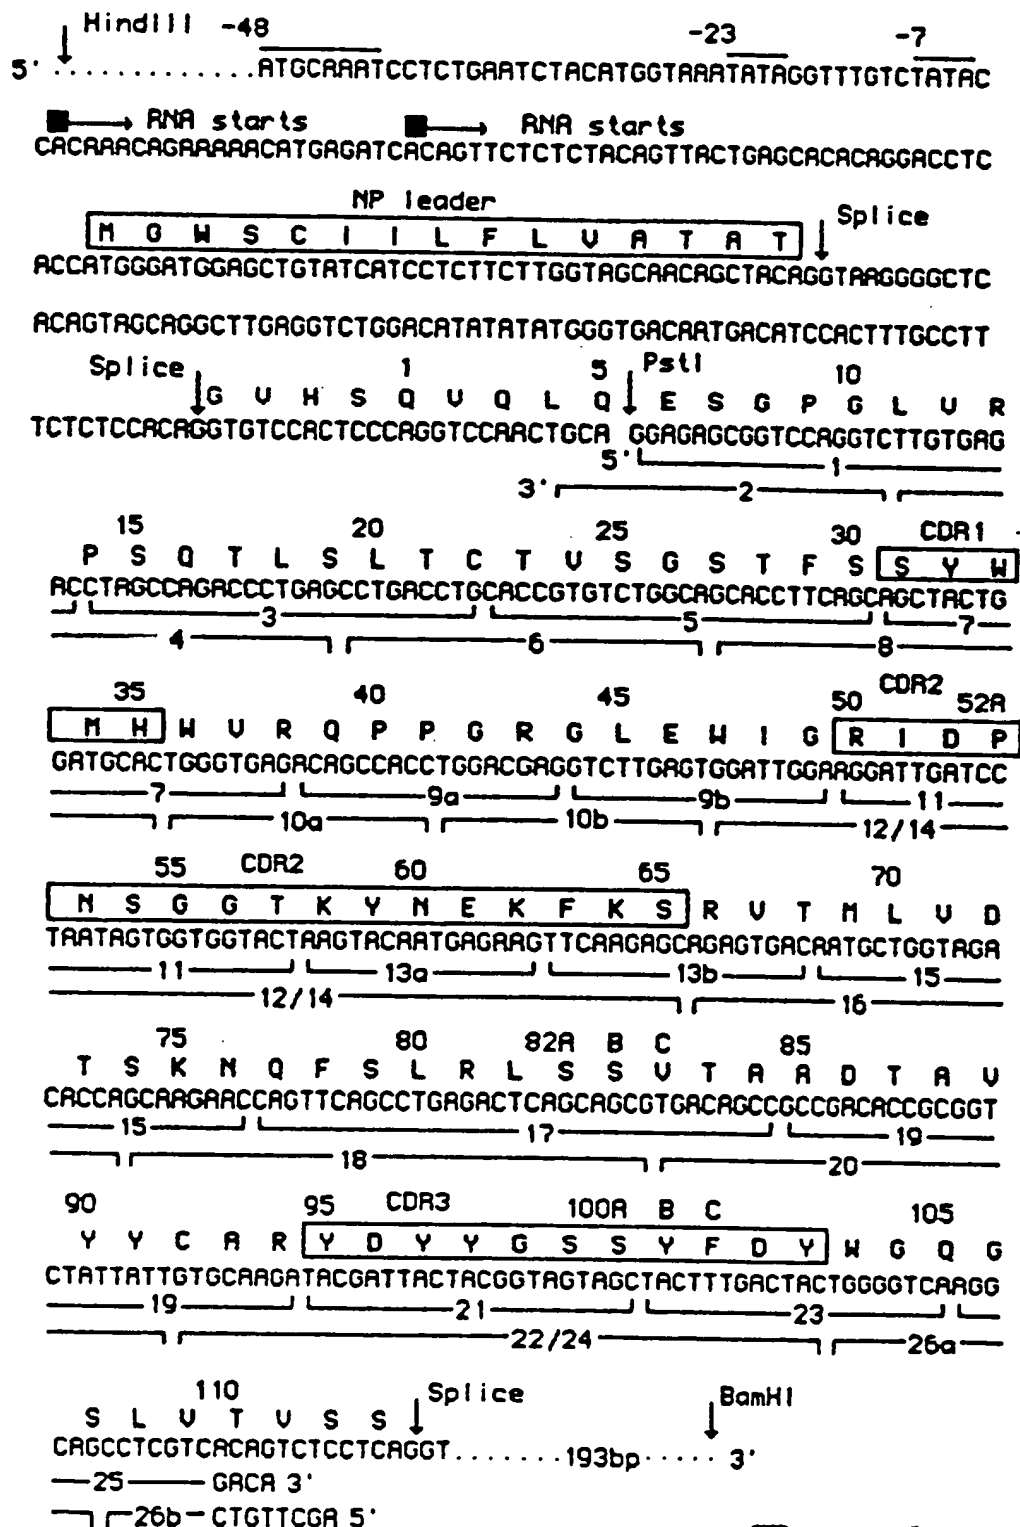 HindIII -48 -23 -7
5' ..............ATGCAAATCCTCTGAATCTACATGGTAAATATAGGTTTGTCTATAC
RNA starts RNA starts
CACAAACAGAAAAACATGAGATCACAGTTCTCTCTACAGTTACTGAGCACACAGGACCTC
NP leader
M G W S C I I L F L V A T A T Splice
ACCATGGGATGGAGCTGTATCATCCTCTTCTTGGTAGCAACAGCTACAGGTAAGGGGCTC
ACAGTAGCAGGCTTGAGGTCTGGACATATATATGGGTGACAATGACATCCACTTTGCCTT
Splice 1 5 PstI 10
G V H S Q V Q L Q E S G P G L V R
TCTCTCCACAGGTGTCCACTCCCAGGTCCAACTGCA GGAGAGCGGTCCAGGTCTTGTGAG
5' 1
3' 2
15 20 25 30 CDR1
P S Q T L S L T C T V S G S T F S S Y W
ACCTAGCCAGACCCTGAGCCTGACCTGCACCGTGTCTGGCAGCACCTTCAGCAGCTACTG
3 5 7
4 6 8
35 40 45 50 CDR2 52A
M H W V R Q P P G R G L E W I G R I D P
GATGCACTGGGTGAGACAGCCACCTGGACGAGGTCTTGAGTGGATTGGAAGGATTGATCC
7 9a 9b 11
10a 10b 12/14
55 CDR2 60 65 70
N S G G T K Y N E K F K S R V T M L V D
TAATAGTGGTGGTACTAAGTACAATGAGAAGTTCAAGAGCAGAGTGACAATGCTGGTAGA
11 13a 13b 15
12/14 16
75 80 82A B C 85
T S K N Q F S L R L S S V T A A D T A V
CACCAGCAAGAACCAGTTCAGCCTGAGACTCAGCAGCGTGACAGCCGCCGACACCGCGGT
15 17 19
18 20
90 95 CDR3 100A B C 105
Y Y C A R Y D Y Y G S S Y F D Y W G Q G
CTATTATTGTGCAAGATACGATTACTACGGTAGTAGCTACTTTGACTACTGGGGTCAAGG
19 21 23
22/24 26a
110 Splice BamHI
S L V T V S S
CAGCCTCGTCACAGTCTCCTCAGGT.......193bp..... 3'
25 GACA 3'
26b CTGTTCGA 5'